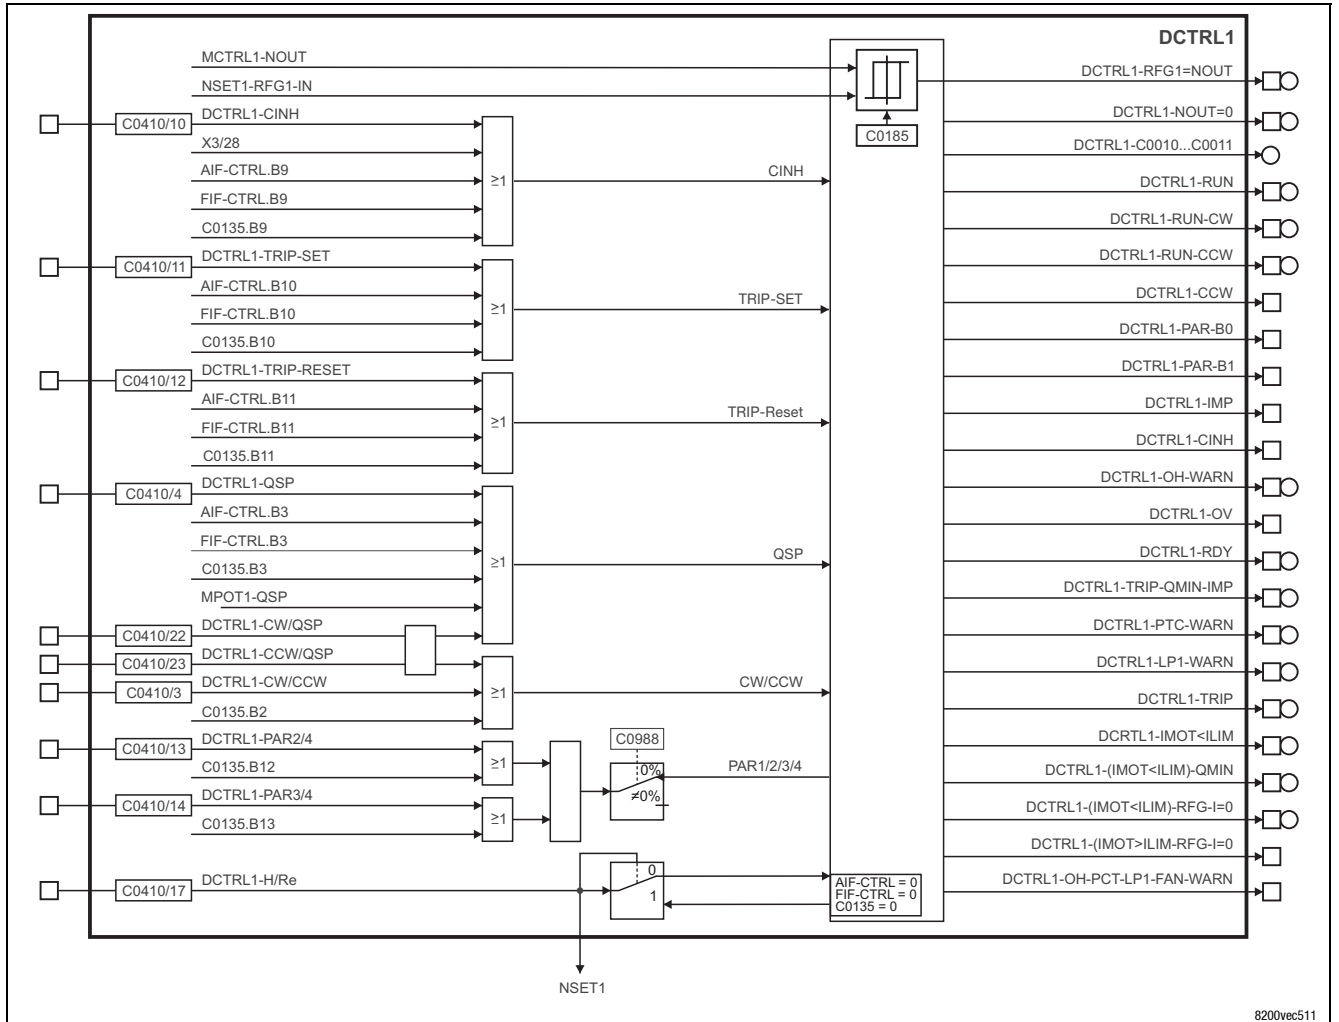 DCTRL1
MCTRL1-NOUT
NSET1-RFG1-IN
C0185
C0410/10
DCTRL1-CINH
X3/28
AIF-CTRL.B9
FIF-CTRL.B9
C0135.B9
≥1
CINH
C0410/11
DCTRL1-TRIP-SET
AIF-CTRL.B10
FIF-CTRL.B10
C0135.B10
≥1
TRIP-SET
C0410/12
DCTRL1-TRIP-RESET
AIF-CTRL.B11
FIF-CTRL.B11
C0135.B11
≥1
TRIP-Reset
C0410/4
DCTRL1-QSP
AIF-CTRL.B3
FIF-CTRL.B3
C0135.B3
MPOT1-QSP
≥1
QSP
C0410/22
DCTRL1-CW/QSP
C0410/23
DCTRL1-CCW/QSP
C0410/3
DCTRL1-CW/CCW
C0135.B2
≥1
CW/CCW
C0410/13
DCTRL1-PAR2/4
C0135.B12
≥1
C0410/14
DCTRL1-PAR3/4
C0135.B13
≥1
C0988
0%
≠0%
PAR1/2/3/4
C0410/17
DCTRL1-H/Re
0
1
AIF-CTRL = 0
FIF-CTRL = 0
C0135 = 0
NSET1
DCTRL1-RFG1=NOUT
DCTRL1-NOUT=0
DCTRL1-C0010...C0011
DCTRL1-RUN
DCTRL1-RUN-CW
DCTRL1-RUN-CCW
DCTRL1-CCW
DCTRL1-PAR-B0
DCTRL1-PAR-B1
DCTRL1-IMP
DCTRL1-CINH
DCTRL1-OH-WARN
DCTRL1-OV
DCTRL1-RDY
DCTRL1-TRIP-QMIN-IMP
DCTRL1-PTC-WARN
DCTRL1-LP1-WARN
DCTRL1-TRIP
DCRTL1-IMOT<ILIM
DCTRL1-(IMOT<ILIM)-QMIN
DCTRL1-(IMOT<ILIM)-RFG-I=0
DCTRL1-(IMOT>ILIM-RFG-I=0
DCTRL1-OH-PCT-LP1-FAN-WARN
8200vec511